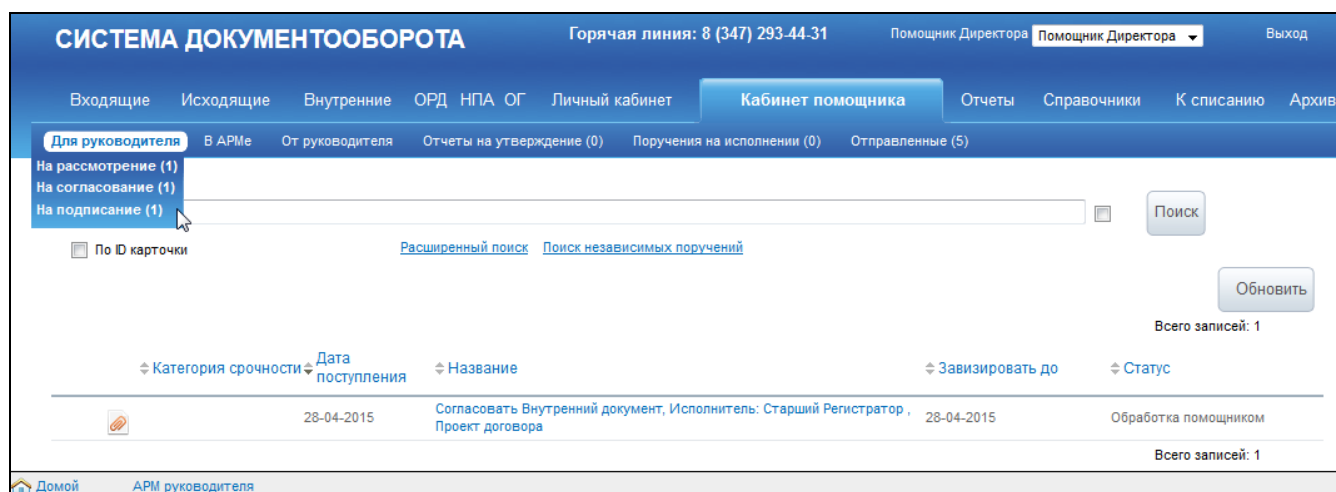 СИСТЕМА ДОКУМЕНТООБОРОТА
Горячая линия: 8 (347) 293-44-31
Помощник Директора Помощник Директора
Выход
Входящие Исходящие Внутренние ОРД НПА ОГ Личный кабинет Кабинет помощника Отчеты Справочники К списанию Архив
Для руководителя В АРМе От руководителя Отчеты на утверждение (0) Поручения на исполнении (0) Отправленные (5)
На рассмотрение (1)
На согласование (1)
На подписание (1)
Поиск
По ID карточки Расширенный поиск Поиск независимых поручений
Обновить
Всего записей: 1
Категория срочности Дата поступления Название Завизировать до Статус
28-04-2015 Согласовать Внутренний документ, Исполнитель: Старший Регистратор , 28-04-2015 Обработка помощником
Проект договора
Всего записей: 1
Домой АРМ руководителя